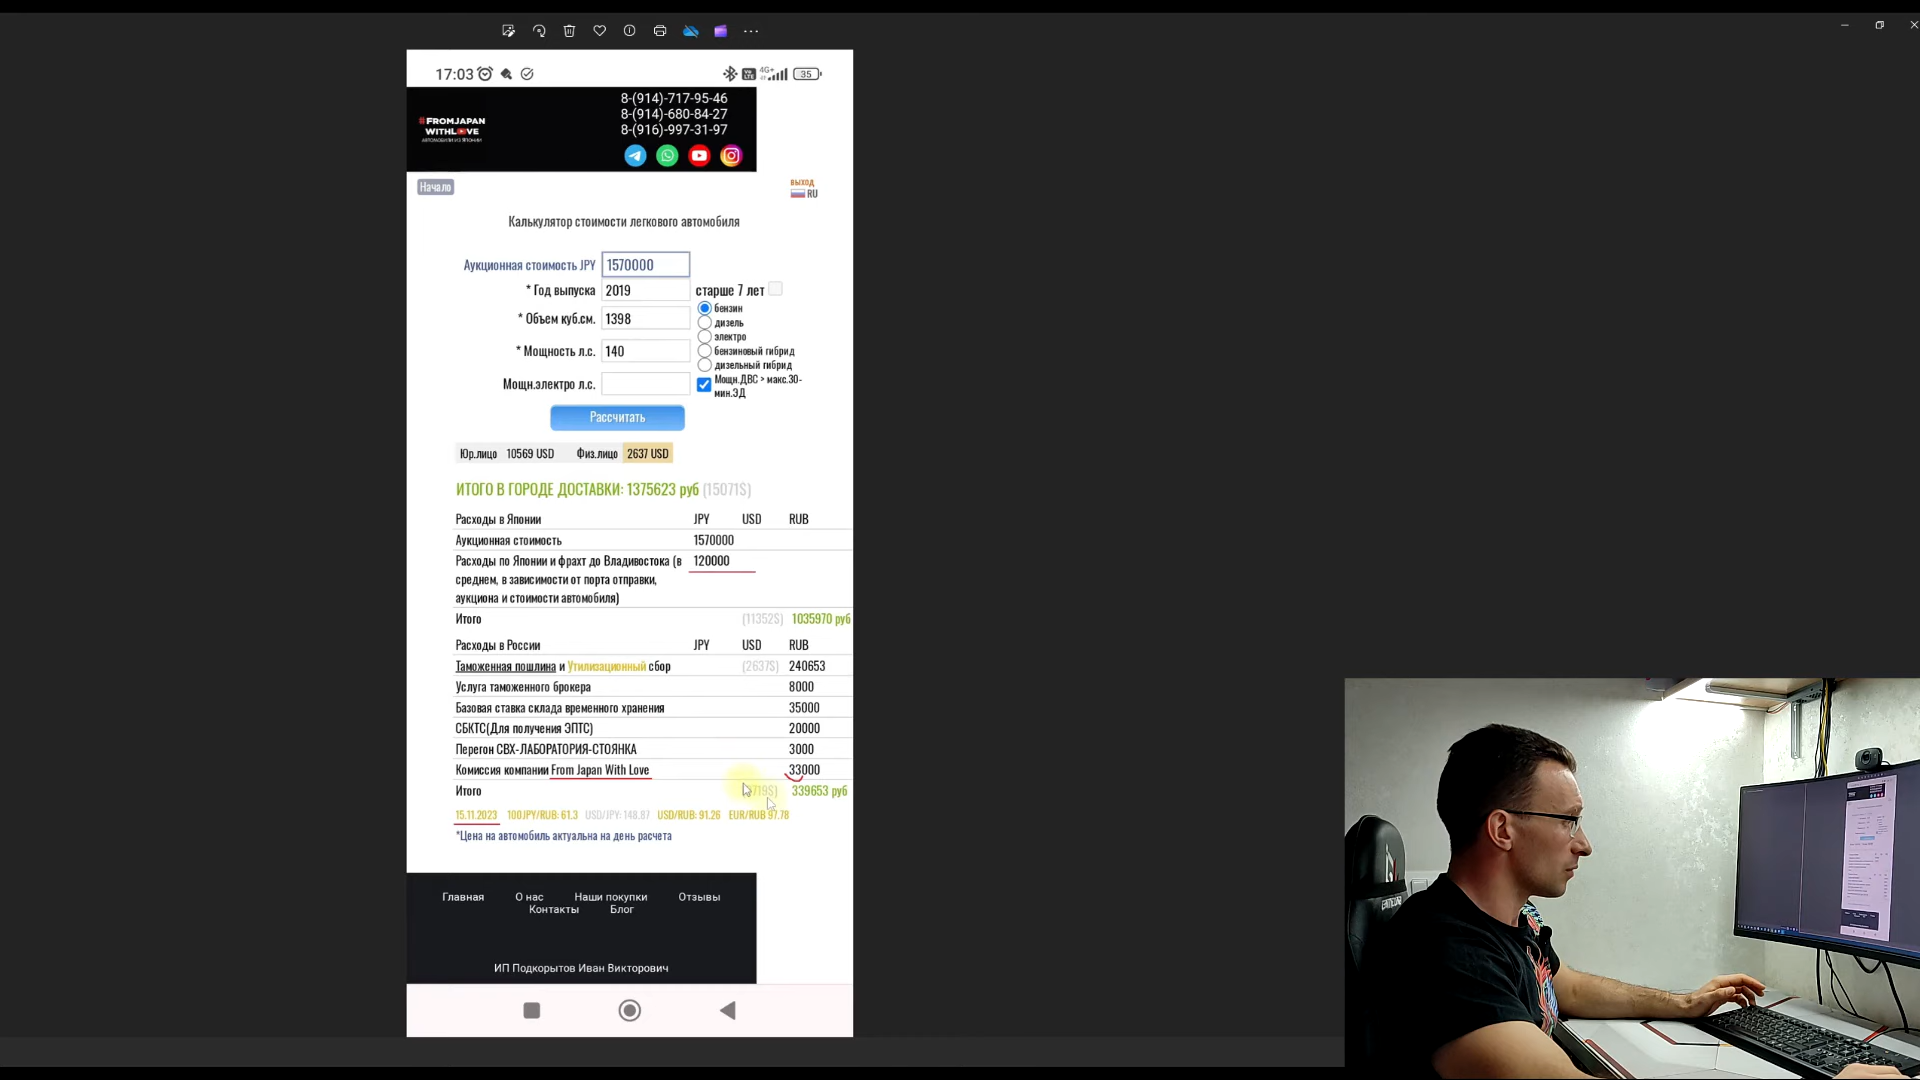 17:03
4G+
35
#FROMJAPAN
WITHLOVE
АВТОМОБИЛИ ИЗ ЯПОНИИ
8-(914)-717-95-46
8-(914)-680-84-27
8-(916)-997-31-97
Начало
выход
RU
Калькулятор стоимости легкового автомобиля
Аукционная стоимость JPY 1570000
* Год выпуска 2019 старше 7 лет
* Объем куб.см. 1398
бензин
дизель
электро
* Мощность л.с. 140
бензиновый гибрид
дизельный гибрид
Мощн.электро л.с.
Мощн.ДВС > макс.30-
мин.ЭД
Рассчитать
Юр.лицо 10569 USD Физ.лицо 2637 USD
ИТОГО В ГОРОДЕ ДОСТАВКИ: 1375623 руб (15071$)
Расходы в Японии JPY USD RUB
Аукционная стоимость 1570000
Расходы по Японии и фрахт до Владивостока (в 120000
среднем, в зависимости от порта отправки,
аукциона и стоимости автомобиля)
Итого (11352$) 1035970 руб
Расходы в России JPY USD RUB
Таможенная пошлина и Утилизационный сбор (2637$) 240653
Услуга таможенного брокера 8000
Базовая ставка склада временного хранения 35000
СБКТС(Для получения ЭПТС) 20000
Перегон СВХ-ЛАБОРАТОРИЯ-СТОЯНКА 3000
Комиссия компании From Japan With Love 33000
Итого 339653 руб
15.11.2023 100JPY/RUB: 61.3 USD/JPY: 148.87 USD/RUB: 91.26 EUR/RUB 97.78
*Цена на автомобиль актуальна на день расчета
Главная О нас Наши покупки Отзывы
Контакты Блог
ИП Подкорытов Иван Викторович